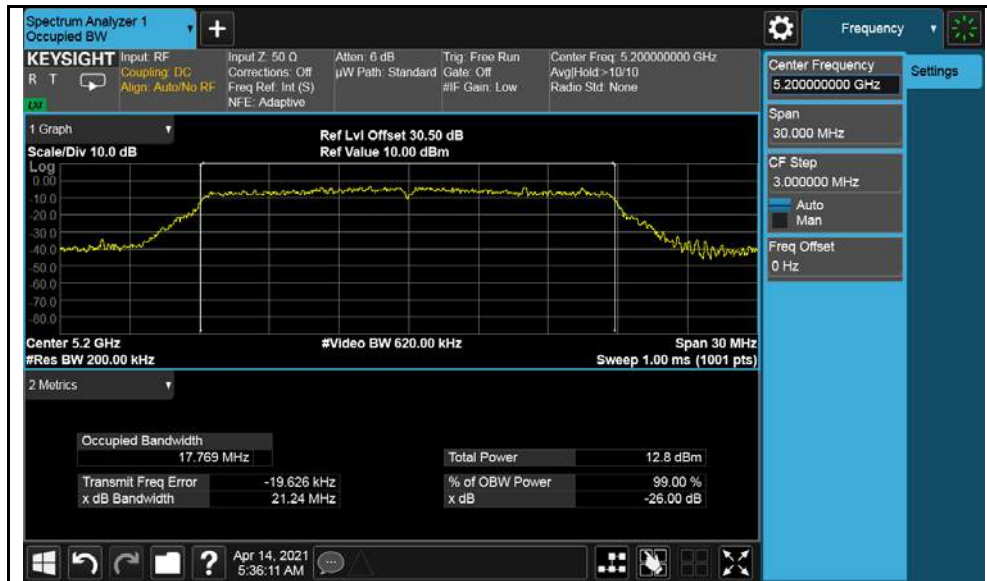 Spectrum Analyzer 1
Occupied BW
+
Frequency
KEYSIGHT
R T
LXI
Input: RF
Coupling: DC
Align: Auto/No RF
Input Z: 50 Ω
Corrections: Off
Freq Ref: Int (S)
NFE: Adaptive
Atten: 6 dB
µW Path: Standard
Trig: Free Run
Gate: Off
#IF Gain: Low
Center Freq: 5.200000000 GHz
Avg|Hold:>10/10
Radio Std: None
Center Frequency
5.200000000 GHz
Settings
Span
30.000 MHz
CF Step
3.000000 MHz
Auto
Man
Freq Offset
0 Hz
1 Graph
Ref Lvl Offset 30.50 dB
Scale/Div 10.0 dB
Ref Value 10.00 dBm
Log
0.00
-10.0
-20.0
-30.0
-40.0
-50.0
-60.0
-70.0
-80.0
Center 5.2 GHz
#Video BW 620.00 kHz
Span 30 MHz
#Res BW 200.00 kHz
Sweep 1.00 ms (1001 pts)
2 Metrics
Occupied Bandwidth
17.769 MHz
Total Power 12.8 dBm
Transmit Freq Error -19.626 kHz
% of OBW Power 99.00 %
x dB Bandwidth 21.24 MHz
x dB -26.00 dB
?
Apr 14, 2021
5:36:11 AM